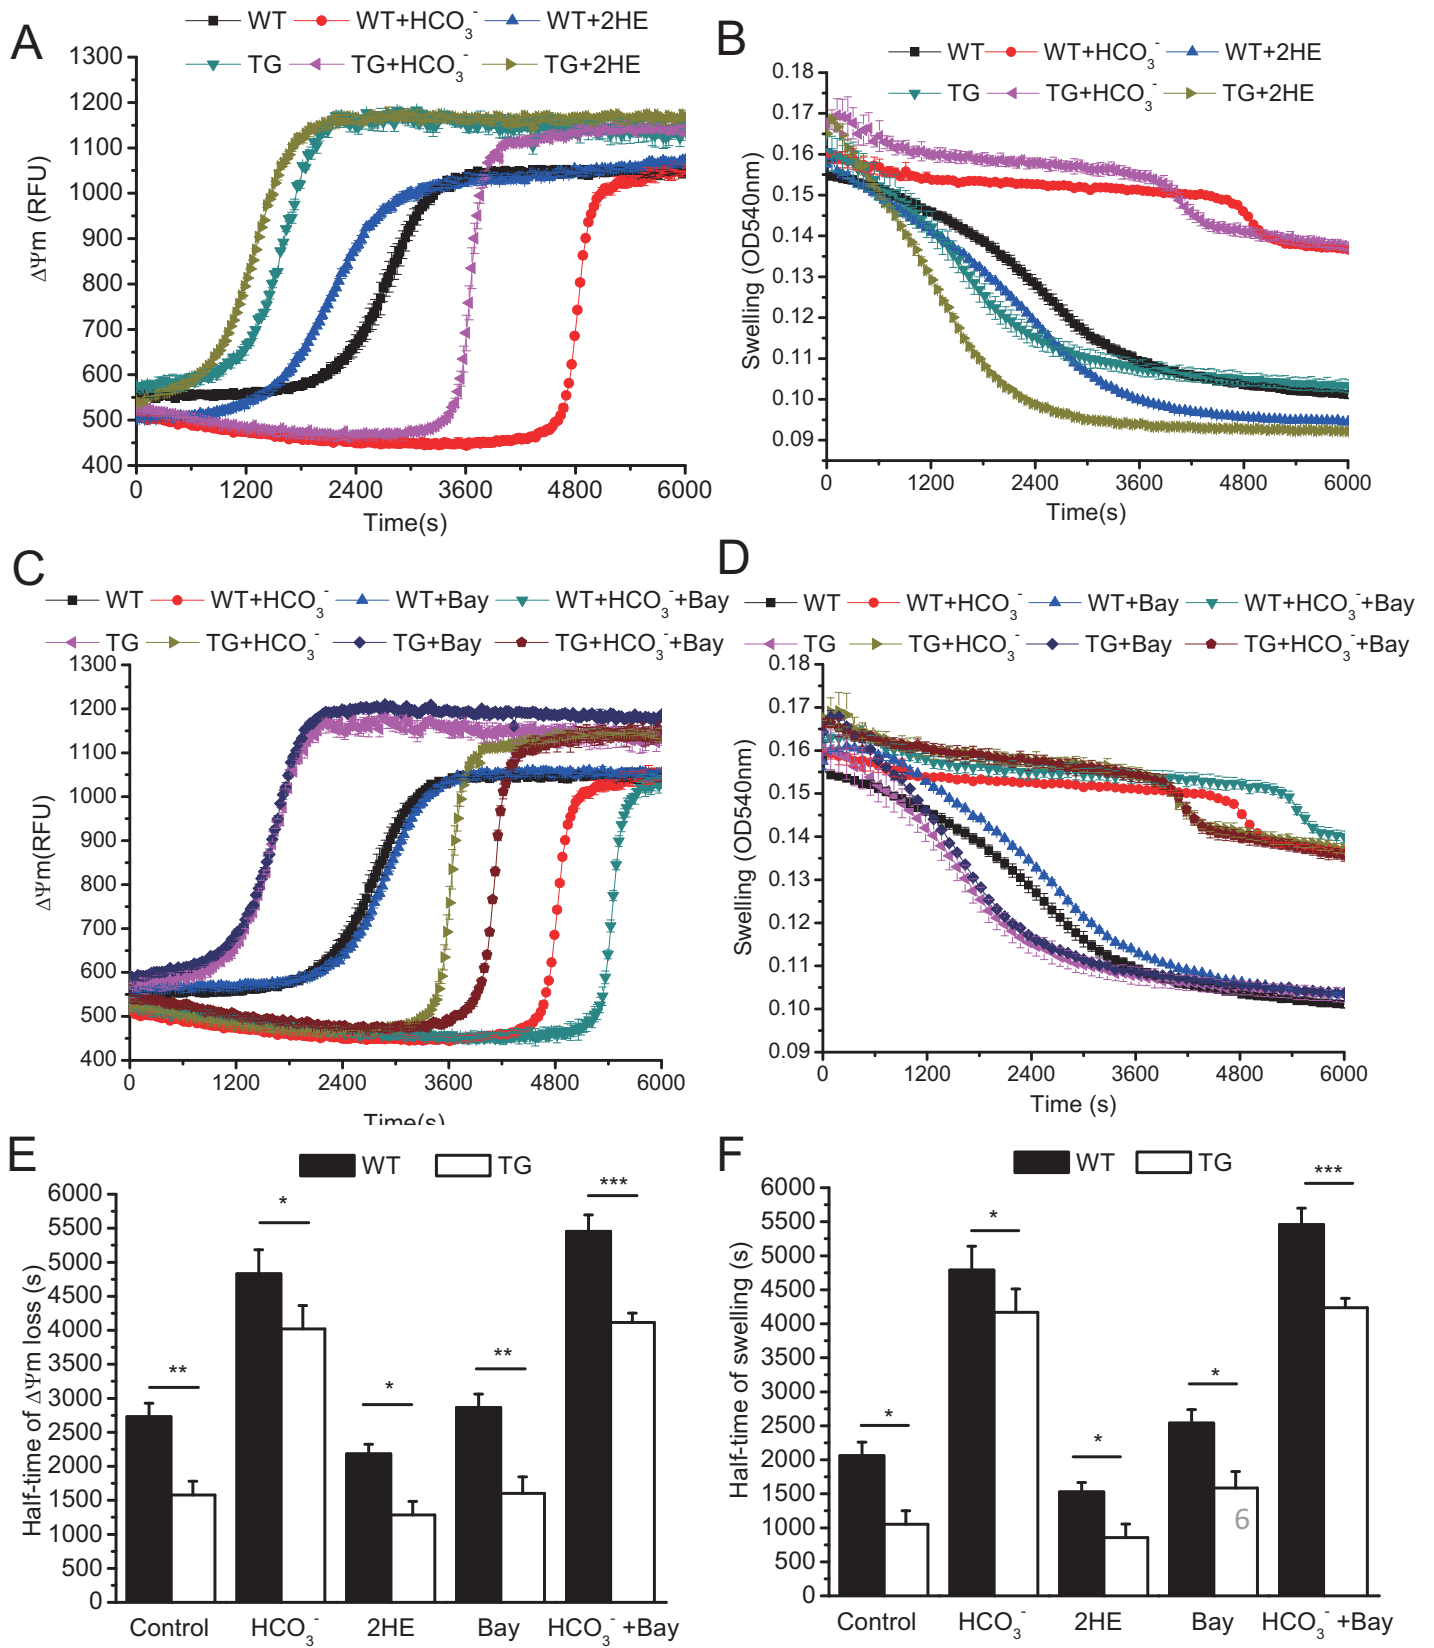 A
WT WT+HCO3- WT+2HE
TG TG+HCO3- TG+2HE
1300
1200
1100
1000
900
800
700
600
500
400
ΔΨm (RFU)
0 1200 2400 3600 4800 6000
Time(s)
B
WT WT+HCO3- WT+2HE
TG TG+HCO3- TG+2HE
0.18
0.17
0.16
0.15
0.14
0.13
0.12
0.11
0.10
0.09
Swelling (OD540nm)
0 1200 2400 3600 4800 6000
Time(s)
C
WT WT+HCO3- WT+Bay WT+HCO3-+Bay
TG TG+HCO3- TG+Bay TG+HCO3-+Bay
1300
1200
1100
1000
900
800
700
600
500
400
ΔΨm(RFU)
0 1200 2400 3600 4800 6000
Time(s)
D
WT WT+HCO3- WT+Bay WT+HCO3-+Bay
TG TG+HCO3- TG+Bay TG+HCO3-+Bay
0.18
0.17
0.16
0.15
0.14
0.13
0.12
0.11
0.10
0.09
Swelling (OD540nm)
0 1200 2400 3600 4800 6000
Time (s)
E
WT TG
6000
5500
5000
4500
4000
3500
3000
2500
2000
1500
1000
500
0
Half-time of ΔΨm loss (s)
** * * ** ***
Control HCO3- 2HE Bay HCO3- +Bay
F
WT TG
6000
5500
5000
4500
4000
3500
3000
2500
2000
1500
1000
500
0
Half-time of swelling (s)
* * * * ***
6
Control HCO3- 2HE Bay HCO3- +Bay